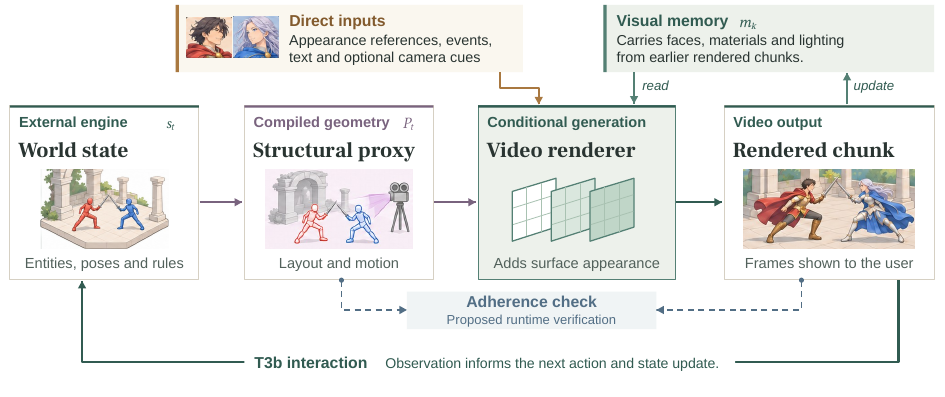 Direct inputs
Appearance references, events,
text and optional camera cues
Visual memory mₖ
Carries faces, materials and lighting
from earlier rendered chunks.
read
update
External engine sₜ
World state
Entities, poses and rules
Compiled geometry Pₜ
Structural proxy
Layout and motion
Conditional generation
Video renderer
Adds surface appearance
Video output
Rendered chunk
Frames shown to the user
Adherence check
Proposed runtime verification
T3b interaction Observation informs the next action and state update.